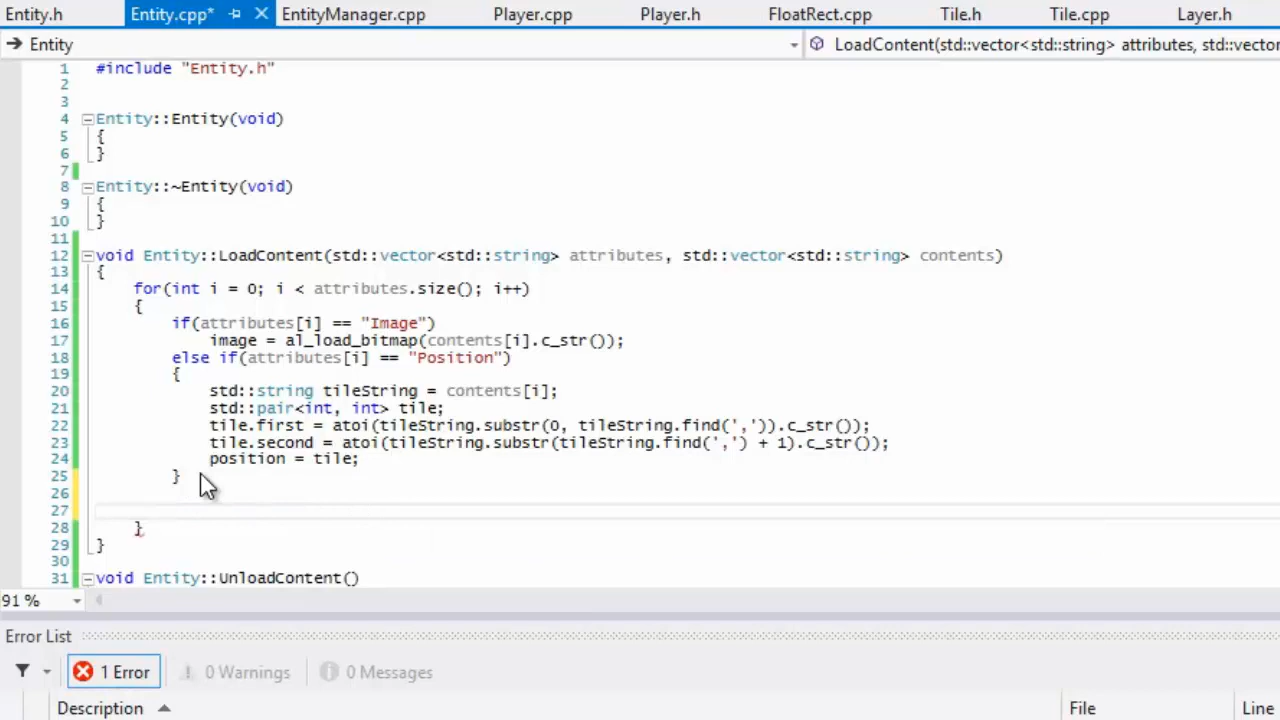 Entity.h Entity.cpp* EntityManager.cpp Player.cpp Player.h FloatRect.cpp Tile.h Tile.cpp Layer.h
Entity LoadContent(std::vector<std::string> attributes, std::vector
1 #include "Entity.h"
2
3
4 Entity::Entity(void)
5 {
6 }
7
8 Entity::~Entity(void)
9 {
10 }
11
12 void Entity::LoadContent(std::vector<std::string> attributes, std::vector<std::string> contents)
13 {
14 for(int i = 0; i < attributes.size(); i++)
15 {
16 if(attributes[i] == "Image")
17 image = al_load_bitmap(contents[i].c_str());
18 else if(attributes[i] == "Position")
19 {
20 std::string tileString = contents[i];
21 std::pair<int, int> tile;
22 tile.first = atoi(tileString.substr(0, tileString.find(',')).c_str());
23 tile.second = atoi(tileString.substr(tileString.find(',') + 1).c_str());
24 position = tile;
25 }
26
27
28 }
29 }
30
31 void Entity::UnloadContent()
91 %
Error List
1 Error 0 Warnings 0 Messages
Description File Line